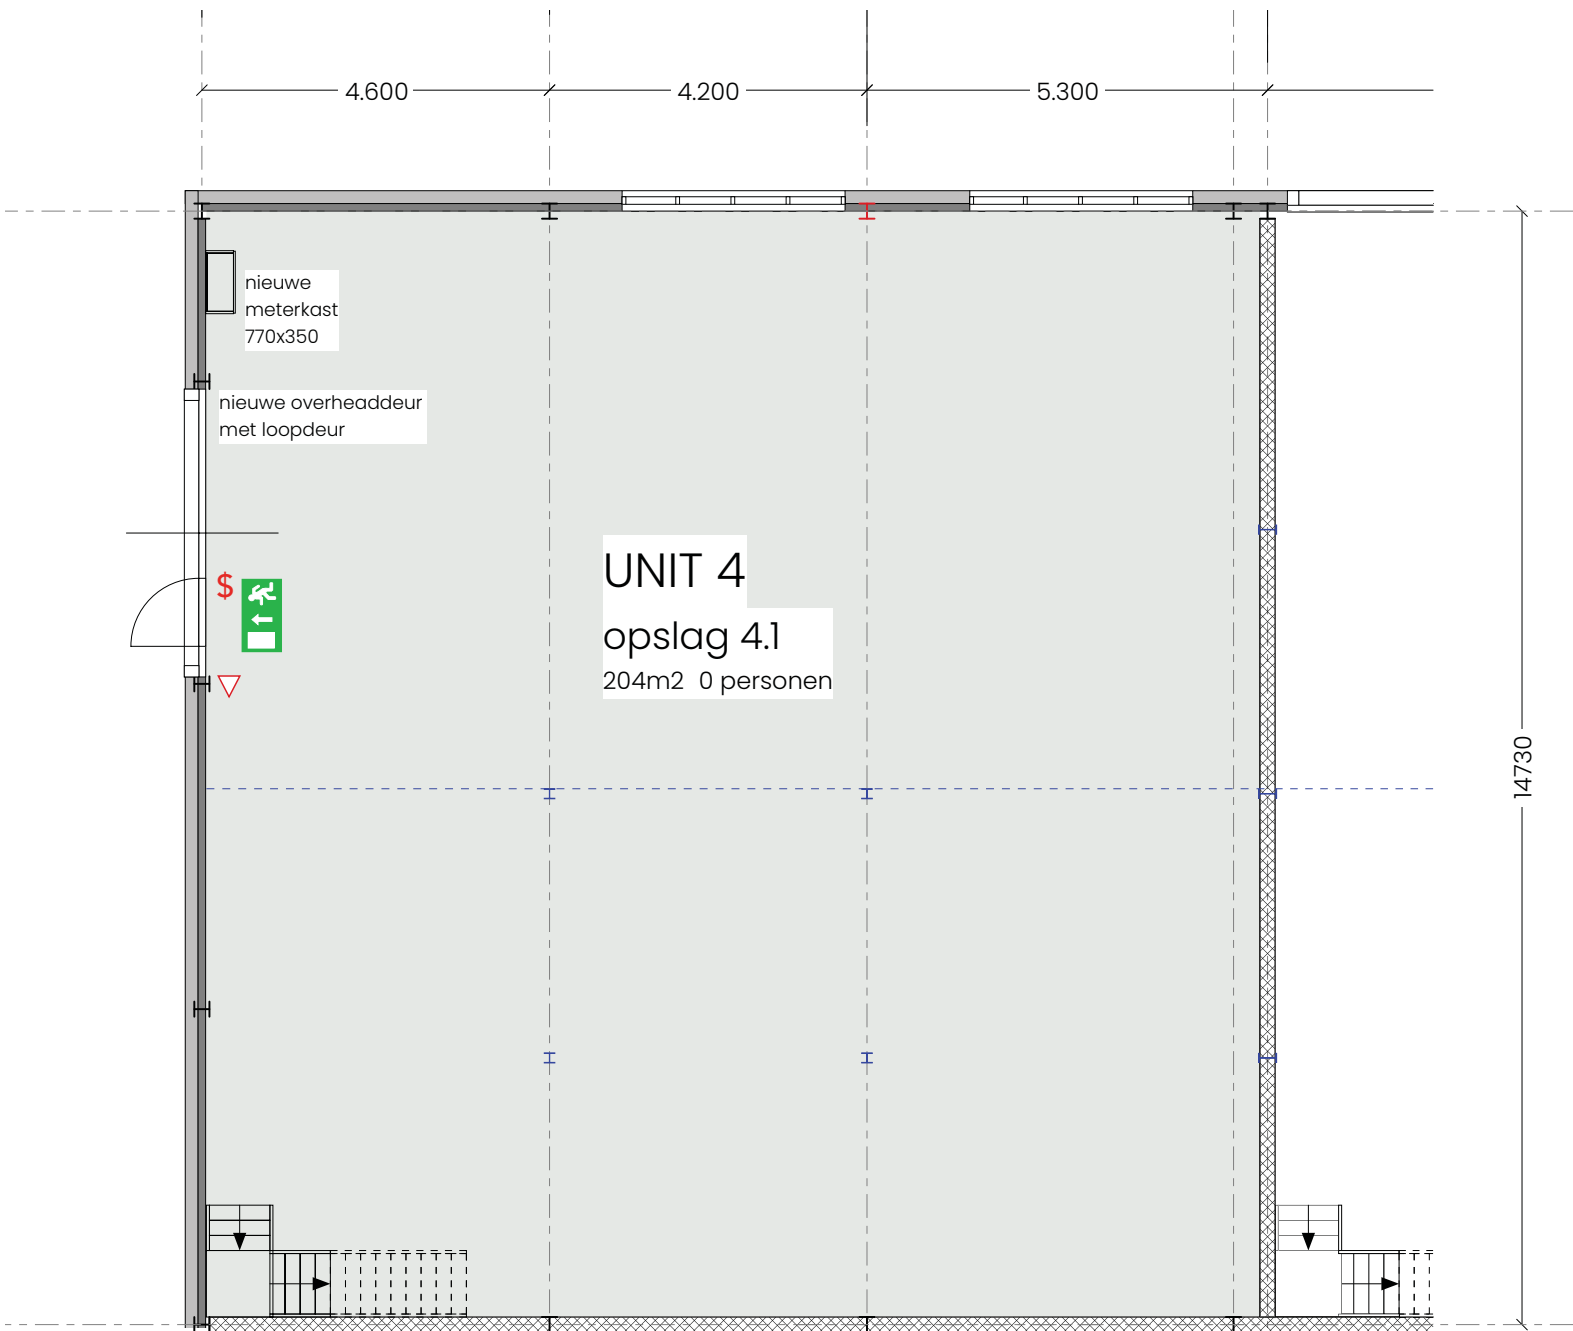 4.600
4.200
5.300
nieuwe
meterkast
770x350
nieuwe overheaddeur
met loopdeur
$
UNIT 4
opslag 4.1
204m2 0 personen
14730